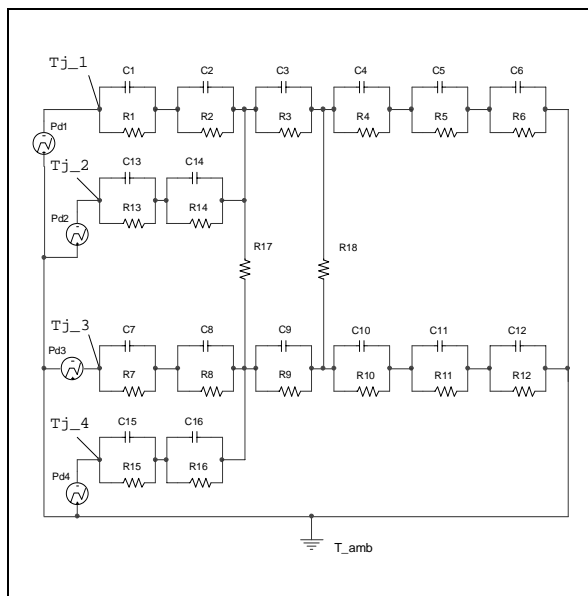 Tj_1
C1 C2 C3 C4 C5 C6
R1 R2 R3 R4 R5 R6
Pd1
Tj_2
C13 C14
R13 R14
Pd2
R17 R18
Tj_3
C7 C8 C9 C10 C11 C12
Pd3
R7 R8 R9 R10 R11 R12
Tj_4
C15 C16
R15 R16
Pd4
T_amb